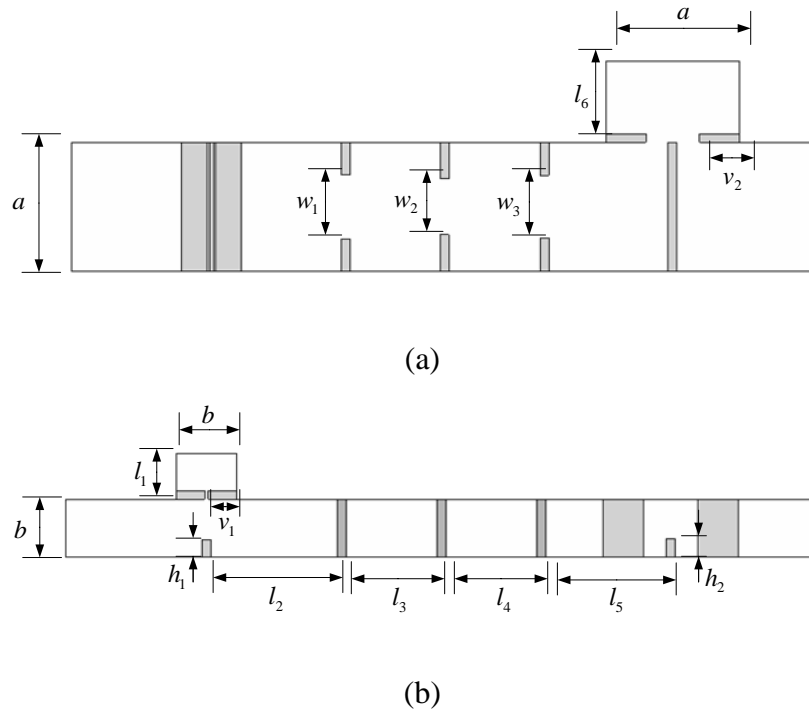 a
l₆
v₂
a
w₁
w₂
w₃
(a)
b
l₁
b
v₁
h₁
h₂
l₂
l₃
l₄
l₅
(b)